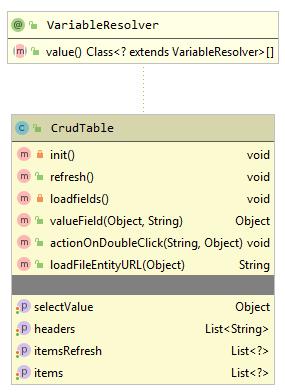 @ VariableResolver
m value() Class<? extends VariableResolver>[]
C CrudTable
m init() void
m refresh() void
m loadfields() void
m valueField(Object, String) Object
m actionOnDoubleClick(String, Object) void
m loadFileEntityURL(Object) String
p selectValue Object
p headers List<String>
p itemsRefresh List<?>
p items List<?>